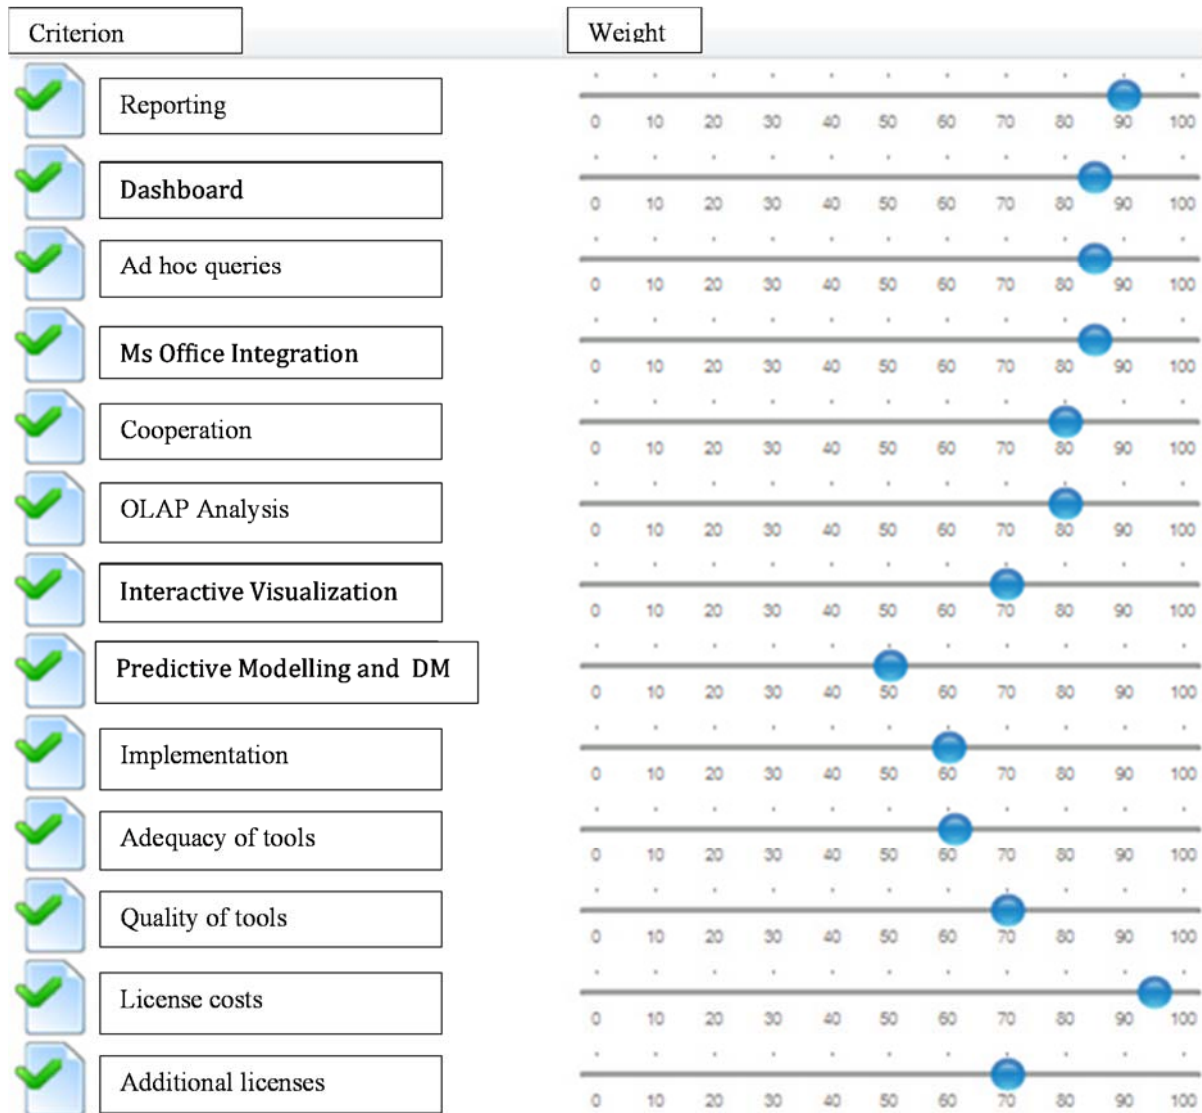 Criterion Weight
Reporting
0 10 20 30 40 50 60 70 80 90 100
Dashboard
0 10 20 30 40 50 60 70 80 90 100
Ad hoc queries
0 10 20 30 40 50 60 70 80 90 100
Ms Office Integration
0 10 20 30 40 50 60 70 80 90 100
Cooperation
0 10 20 30 40 50 60 70 80 90 100
OLAP Analysis
0 10 20 30 40 50 60 70 80 90 100
Interactive Visualization
0 10 20 30 40 50 60 70 80 90 100
Predictive Modelling and DM
0 10 20 30 40 50 60 70 80 90 100
Implementation
0 10 20 30 40 50 60 70 80 90 100
Adequacy of tools
0 10 20 30 40 50 60 70 80 90 100
Quality of tools
0 10 20 30 40 50 60 70 80 90 100
License costs
0 10 20 30 40 50 60 70 80 90 100
Additional licenses
0 10 20 30 40 50 60 70 80 90 100